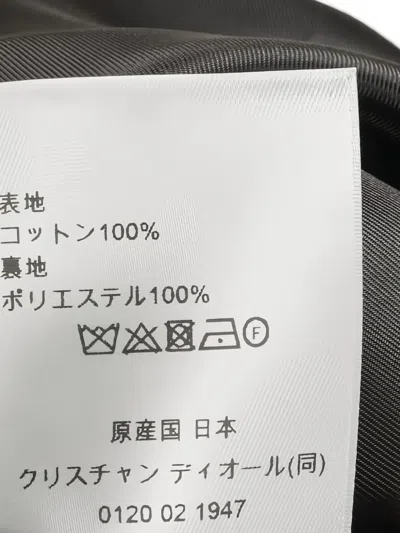 表地
コットン100%
裏地
ポリエステル100%
F
原産国 日本
クリスチャン ディオール(同)
0120 02 1947